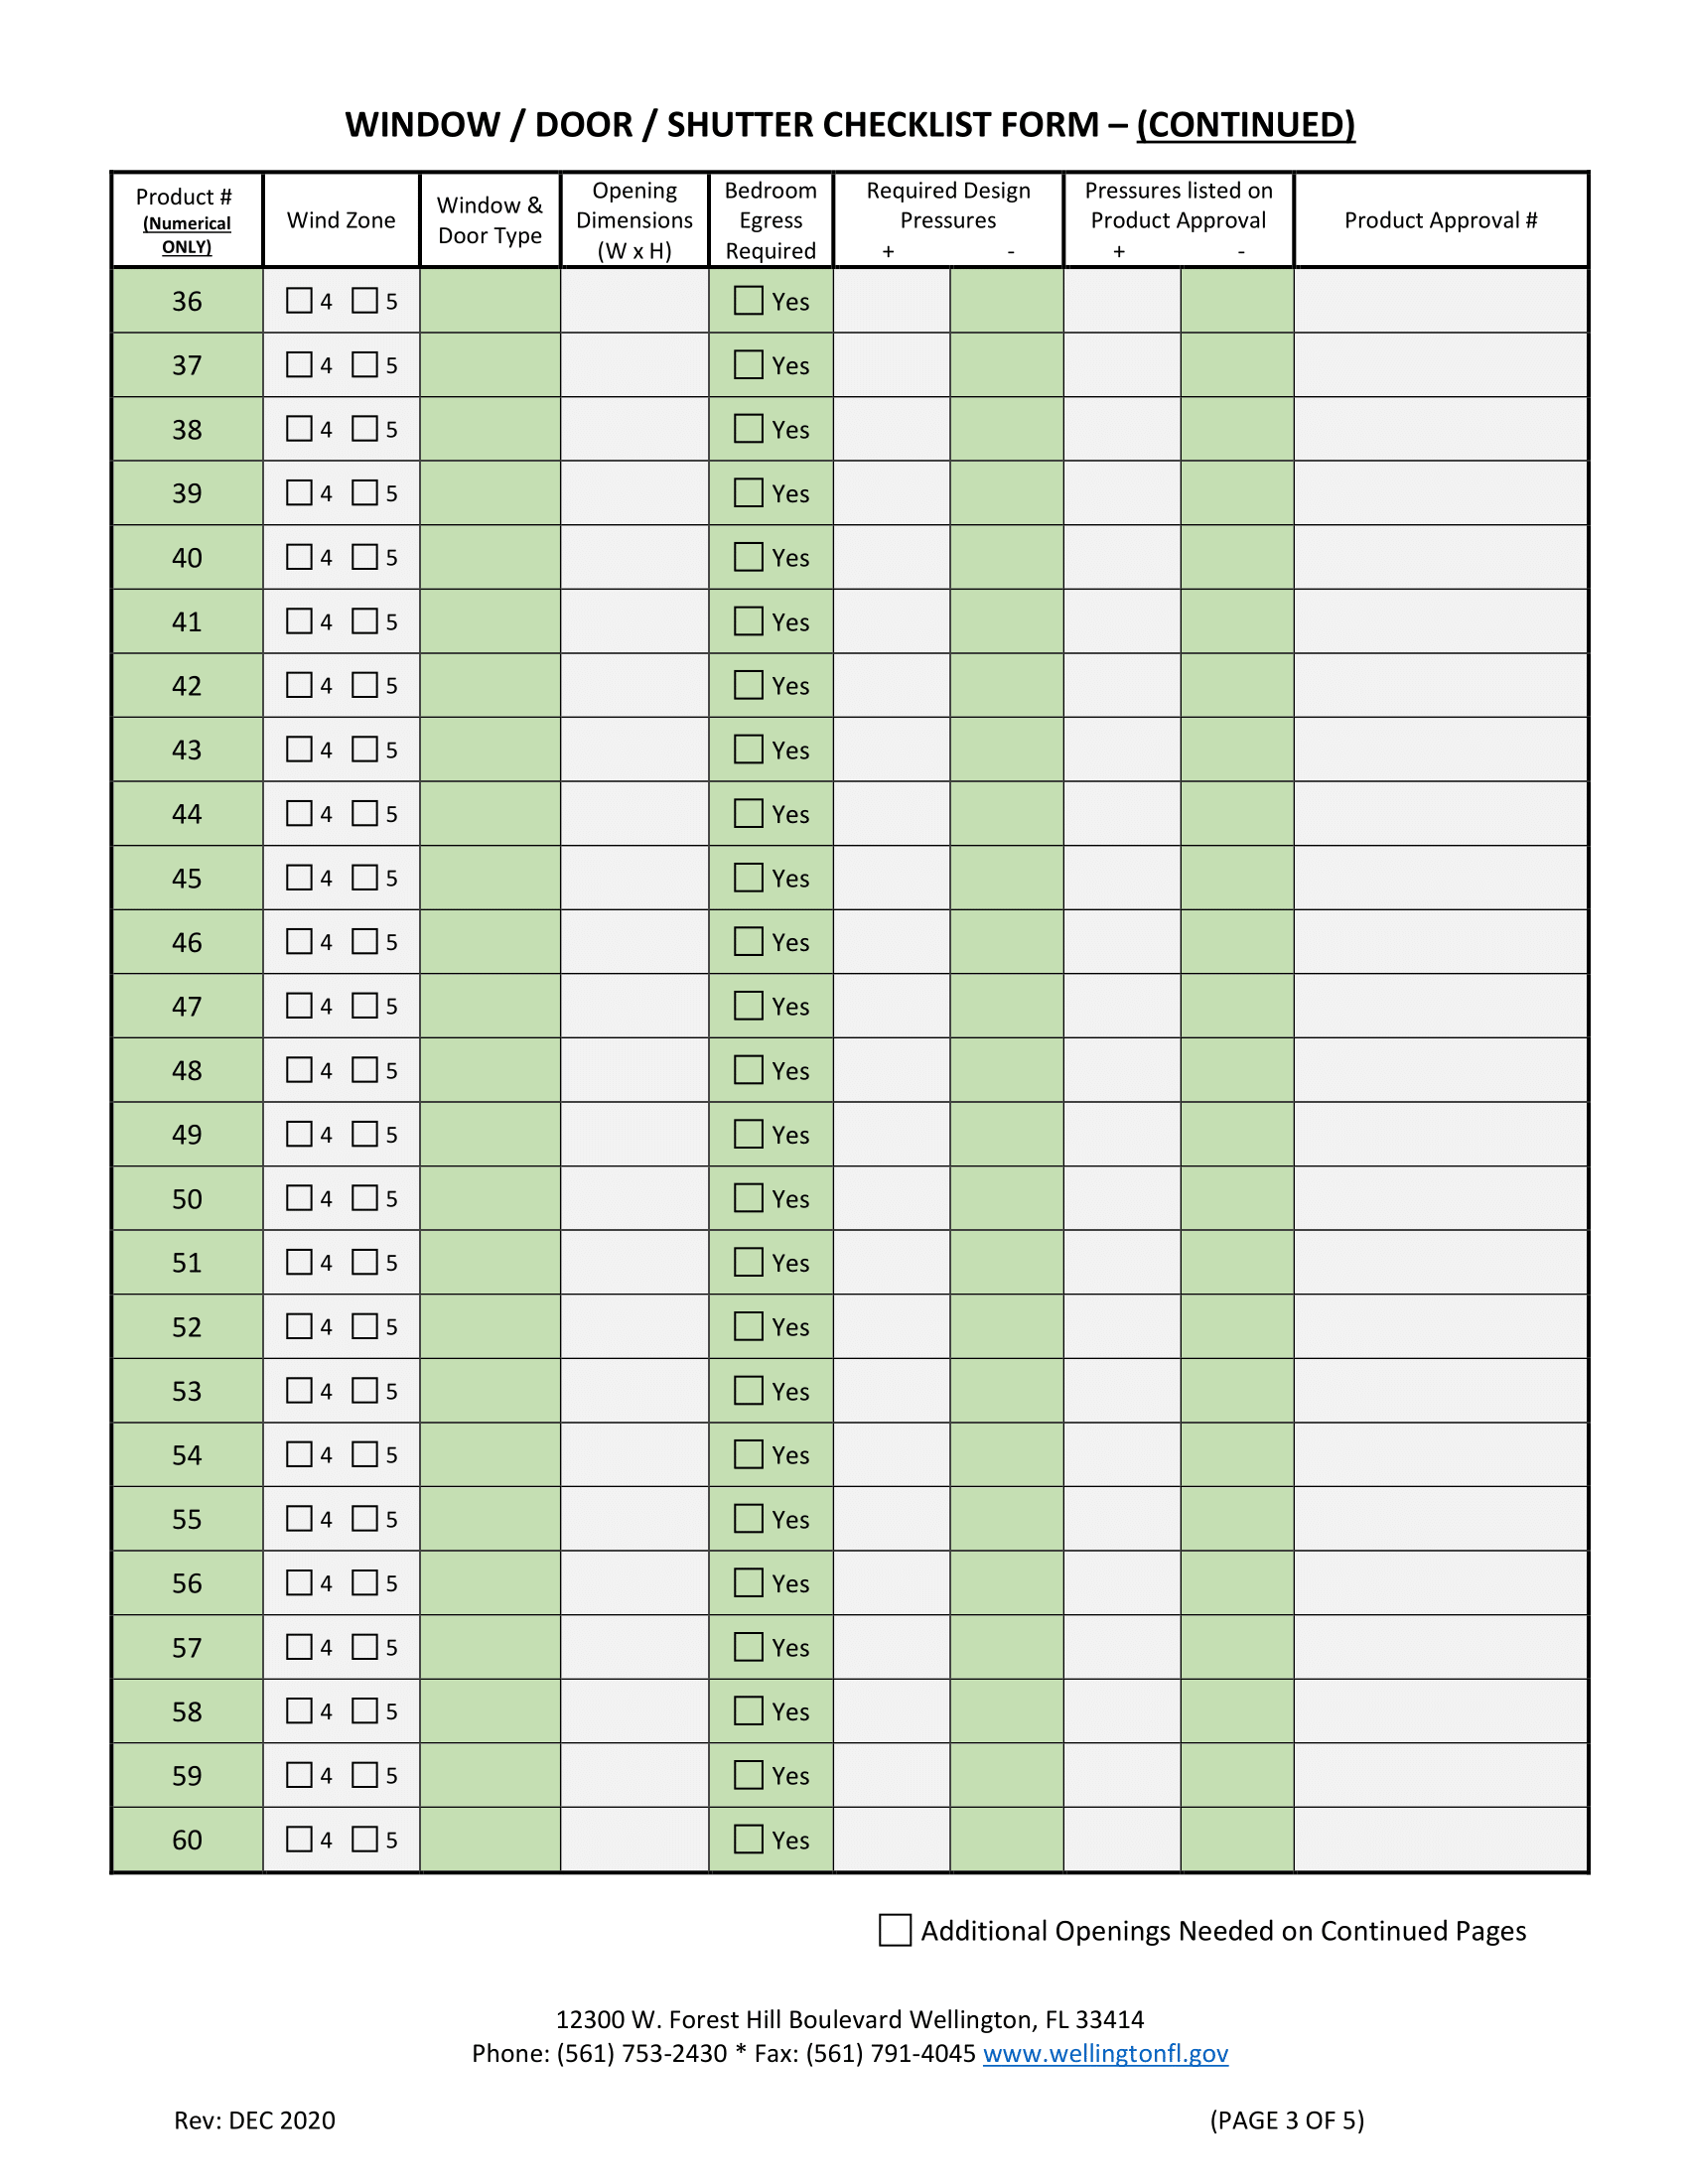 WINDOW / DOOR / SHUTTER CHECKLIST FORM – (CONTINUED)
Product # (Numerical ONLY) Wind Zone Window & Door Type Opening Dimensions (W x H) Bedroom Egress Required Required Design Pressures + - Pressures listed on Product Approval + - Product Approval #
36 4 5 Yes
37 4 5 Yes
38 4 5 Yes
39 4 5 Yes
40 4 5 Yes
41 4 5 Yes
42 4 5 Yes
43 4 5 Yes
44 4 5 Yes
45 4 5 Yes
46 4 5 Yes
47 4 5 Yes
48 4 5 Yes
49 4 5 Yes
50 4 5 Yes
51 4 5 Yes
52 4 5 Yes
53 4 5 Yes
54 4 5 Yes
55 4 5 Yes
56 4 5 Yes
57 4 5 Yes
58 4 5 Yes
59 4 5 Yes
60 4 5 Yes
Additional Openings Needed on Continued Pages
12300 W. Forest Hill Boulevard Wellington, FL 33414
Phone: (561) 753-2430 * Fax: (561) 791-4045 www.wellingtonfl.gov
Rev: DEC 2020 (PAGE 3 OF 5)